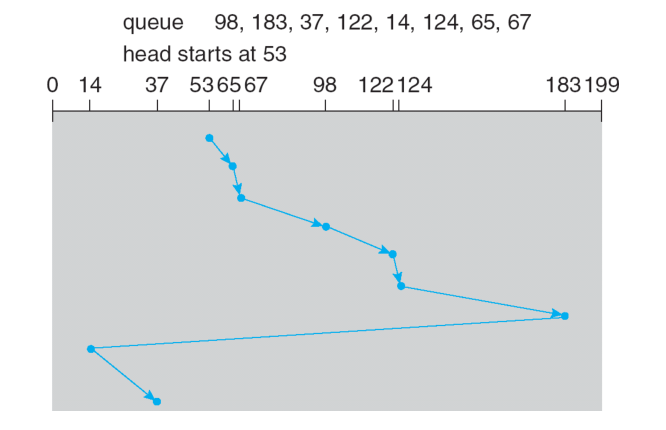 queue 98, 183, 37, 122, 14, 124, 65, 67
head starts at 53
0 14 37 53 65 67 98 122 124 183 199